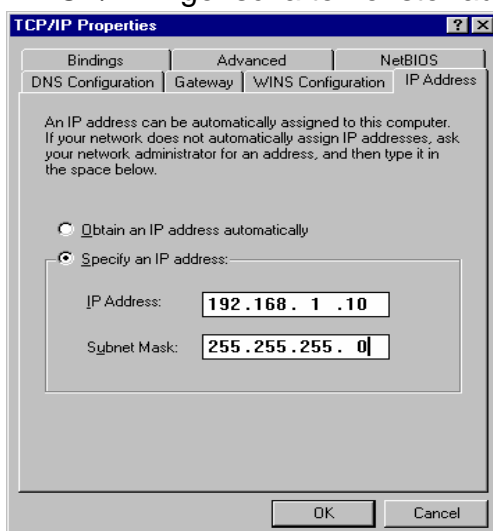 TCP/IP Properties
Bindings Advanced NetBIOS
DNS Configuration Gateway WINS Configuration IP Address
An IP address can be automatically assigned to this computer.
If your network does not automatically assign IP addresses, ask
your network administrator for an address, and then type it in
the space below.
Obtain an IP address automatically
Specify an IP address:
IP Address: 192.168. 1 .10
Subnet Mask: 255.255.255. 0
OK Cancel